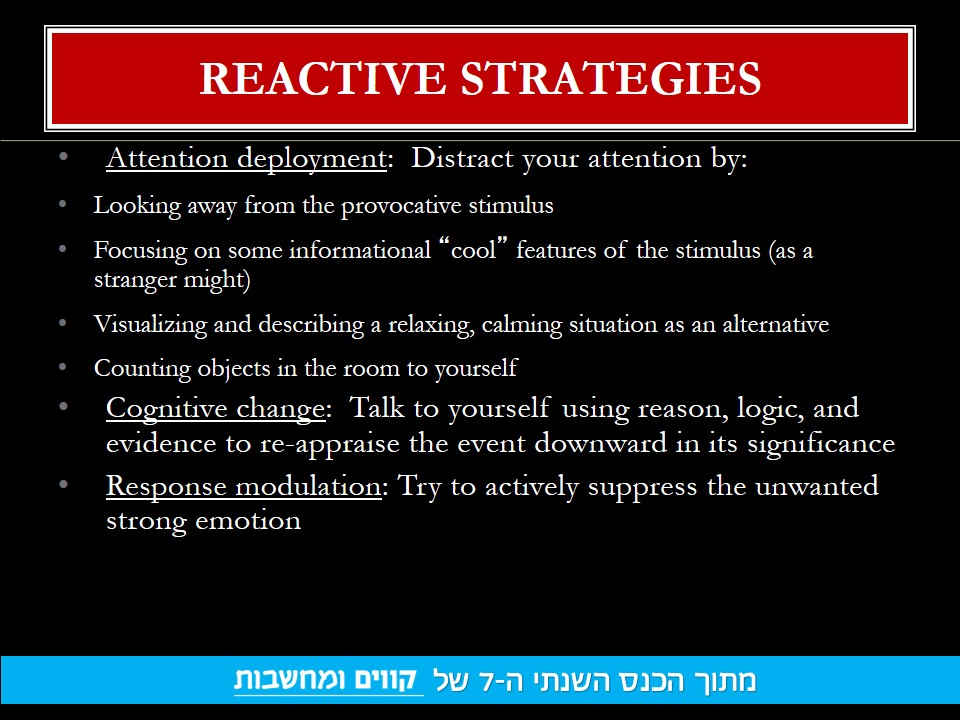 REACTIVE STRATEGIES
• Attention deployment: Distract your attention by:
• Looking away from the provocative stimulus
• Focusing on some informational “cool” features of the stimulus (as a
stranger might)
• Visualizing and describing a relaxing, calming situation as an alternative
• Counting objects in the room to yourself
• Cognitive change: Talk to yourself using reason, logic, and
evidence to re-appraise the event downward in its significance
• Response modulation: Try to actively suppress the unwanted
strong emotion
מתוך הכנס השנתי ה-7 של קווים ומחשבות